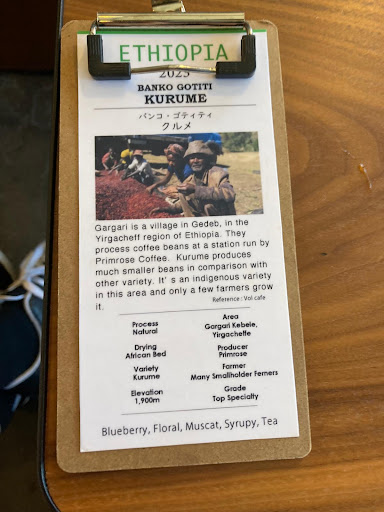 ETHIOPIA
2025
BANKO GOTITI
KURUME
バンコ・ゴティティ
クルメ
Gargari is a village in Gedeb, in the
Yirgacheff region of Ethiopia. They
process coffee beans at a station run by
Primrose Coffee. Kurume produces
much smaller beans in comparison with
other variety. It's an indigenous variety
in this area and only a few farmers grow
it.
Reference : Vol cafe
Process
Natural
Area
Gargari Kebele,
Yirgacheffe
Drying
African Bed
Producer
Primrose
Variety
Kurume
Farmer
Many Smallholder Ferners
Elevation
1,900m
Grade
Top Specialty
Blueberry, Floral, Muscat, Syrupy, Tea